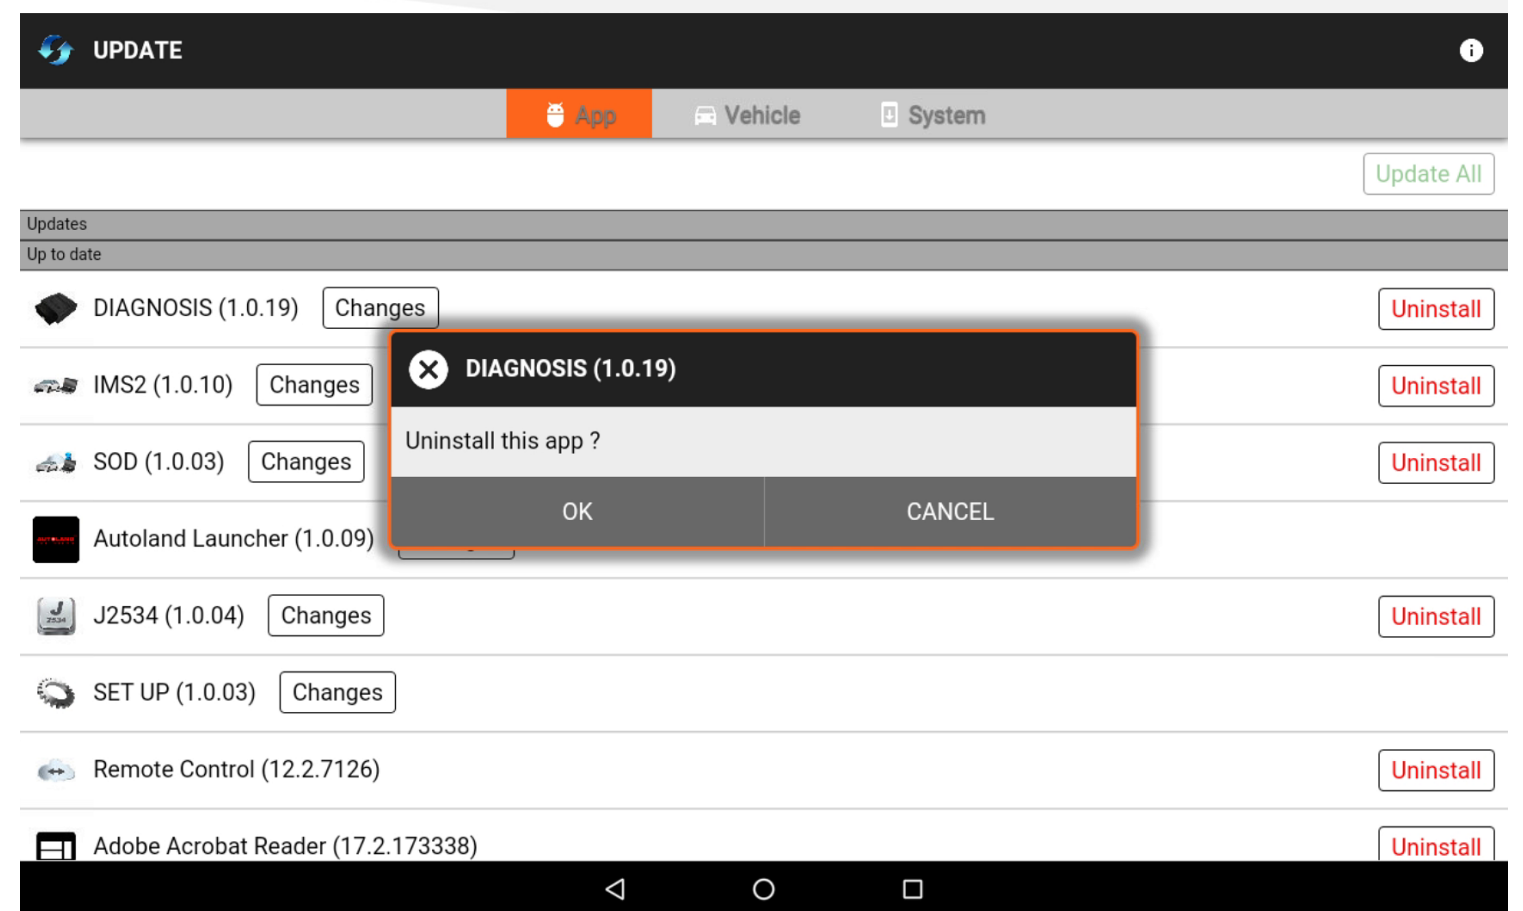 UPDATE
App Vehicle System
Update All
Updates
Up to date
DIAGNOSIS (1.0.19) Changes Uninstall
IMS2 (1.0.10) Changes Uninstall
SOD (1.0.03) Changes Uninstall
DIAGNOSIS (1.0.19)
Uninstall this app ?
OK CANCEL
Autoland Launcher (1.0.09)
J2534 (1.0.04) Changes Uninstall
SET UP (1.0.03) Changes
Remote Control (12.2.7126) Uninstall
Adobe Acrobat Reader (17.2.173338) Uninstall